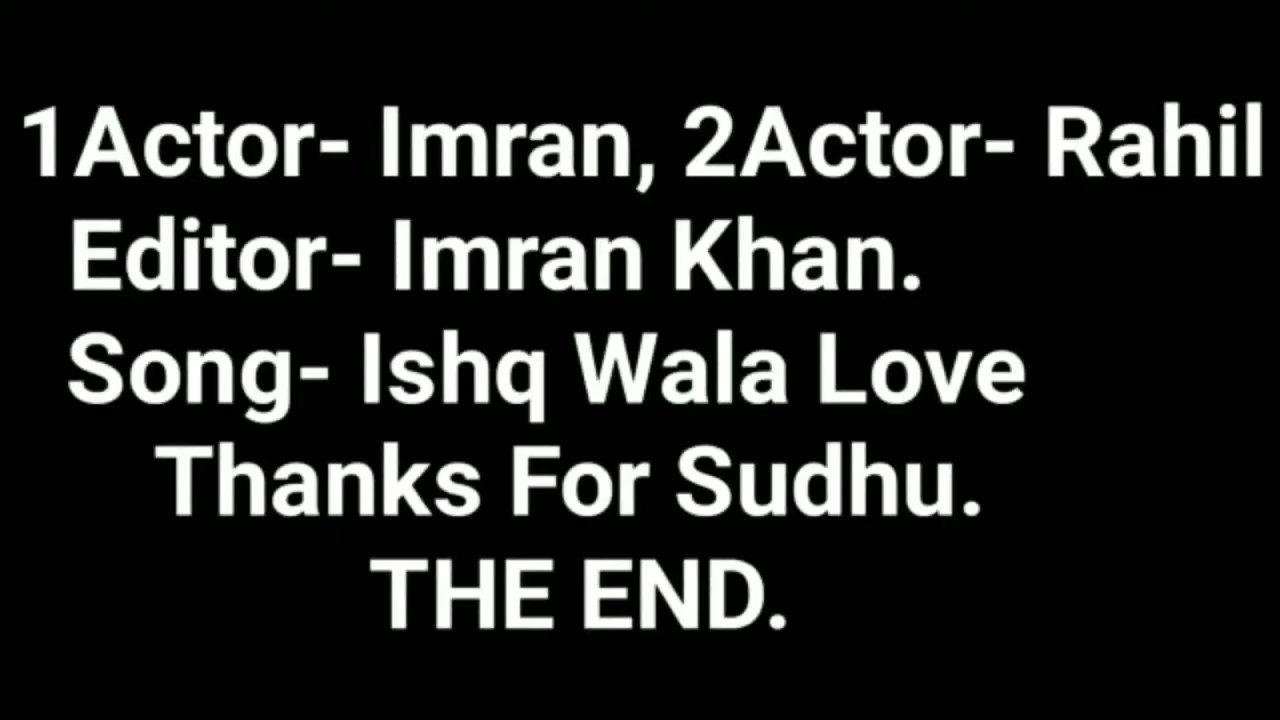 1Actor- Imran, 2Actor- Rahil
Editor- Imran Khan.
Song- Ishq Wala Love
Thanks For Sudhu.
THE END.